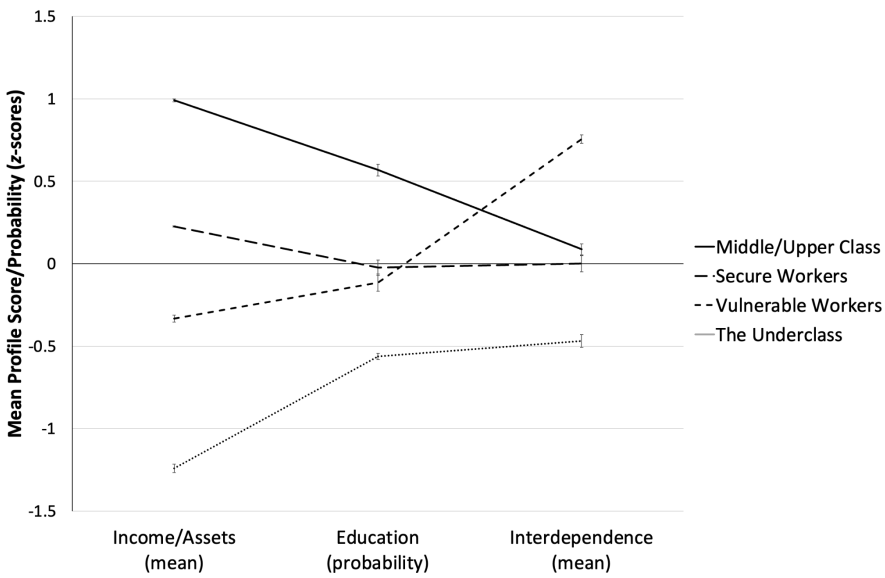 Mean Profile Score/Probability (z-scores)
1.5
1
0.5
0
-0.5
-1
-1.5
Income/Assets
(mean)
Education
(probability)
Interdependence
(mean)
Middle/Upper Class
Secure Workers
Vulnerable Workers
The Underclass